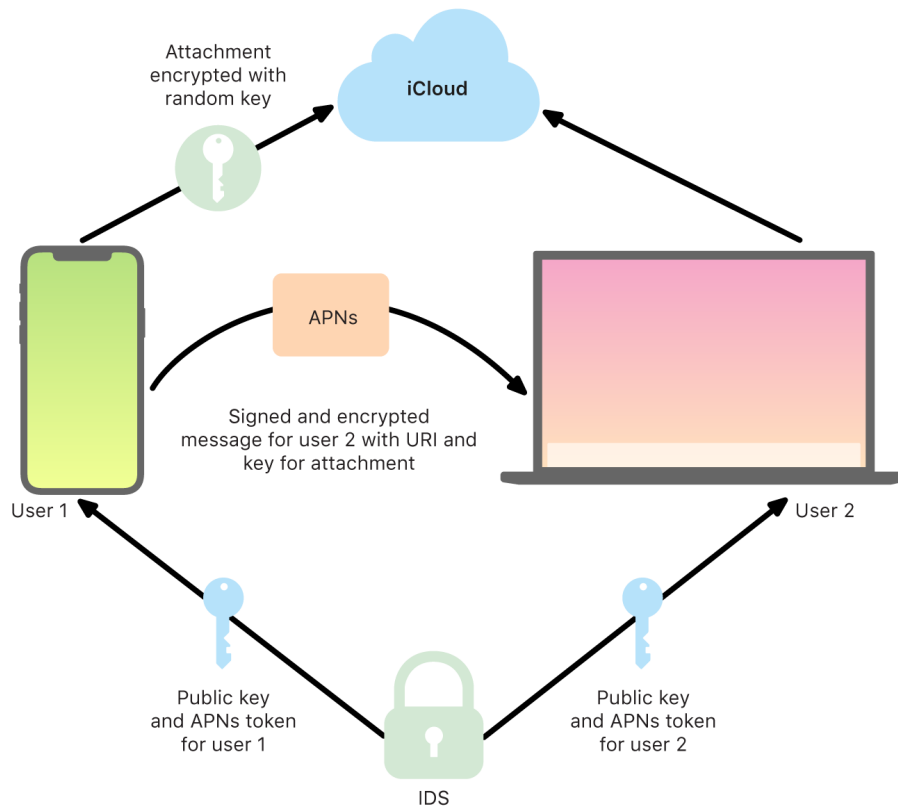 Attachment
encrypted with
random key
iCloud
APNs
Signed and encrypted
message for user 2 with URI and
key for attachment
User 1
User 2
Public key
and APNs token
for user 1
Public key
and APNs token
for user 2
IDS